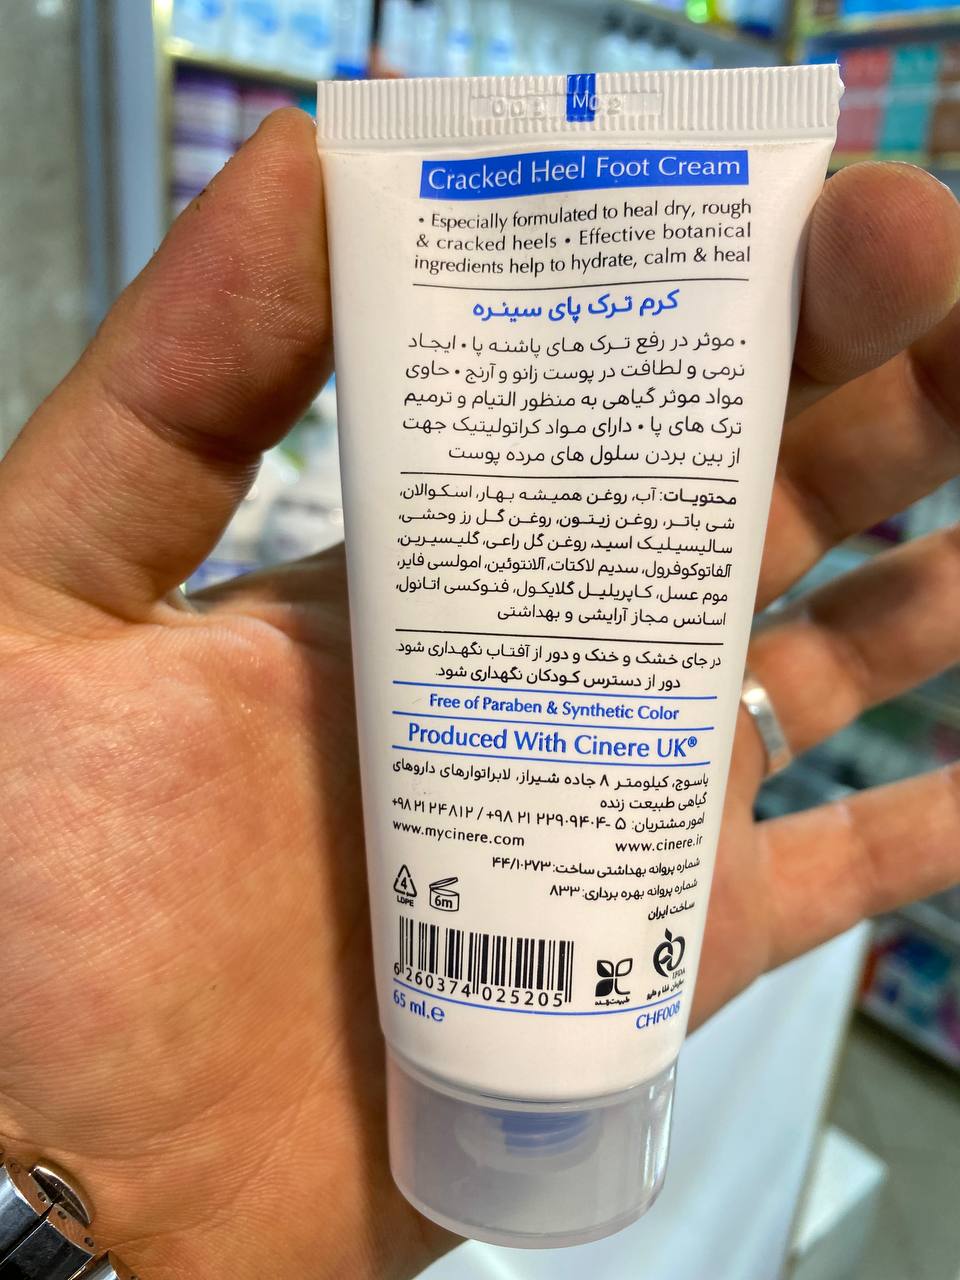 Cracked Heel Foot Cream
• Especially formulated to heal dry, rough
& cracked heels • Effective botanical
ingredients help to hydrate, calm & heal
کرم ترک پای سینره
• موثر در رفع ترک های پاشنه پا • ایجاد
نرمی و لطافت در پوست زانو و آرنج • حاوی
مواد موثر گیاهی به منظور التیام و ترمیم
ترک های پا • دارای مواد کراتولیتیک جهت
از بین بردن سلول های مرده پوست
محتویات: آب، روغن همیشه بهار، اسکوالان،
شی باتر، روغن زیتون، روغن گل رز وحشی،
سالیسیلیک اسید، روغن گل راعی، گلیسیرین،
آلفاتوکوفرول، سدیم لاکتات، آلانتوئین، امولسی فایر،
موم عسل، کاپریلیل گلایکول، فنوکسی اتانول،
اسانس مجاز آرایشی و بهداشتی
در جای خشک و خنک و دور از آفتاب نگهداری شود.
دور از دسترس کودکان نگهداری شود.
Free of Paraben & Synthetic Color
Produced With Cinere UK®
یاسوج، کیلومتر ۸ جاده شیراز، لابراتوارهای داروهای
گیاهی طبیعت زنده
امور مشتریان: ۵ -۲۲۹۰۹۴۰۴ ۲۱ ۹۸+ / ۲۴۸۱۲ ۲۱ ۹۸+
www.mycinere.com www.cinere.ir
شماره پروانه بهداشتی ساخت: ۴۴/۱۰۲۷۳
شماره پروانه بهره برداری: ۸۳۳
ساخت ایران
4
LDPE
6m
6 260374 025205
طبیعت زنده
IFDA
سازمان غذا و دارو
65 ml.e
CHF008